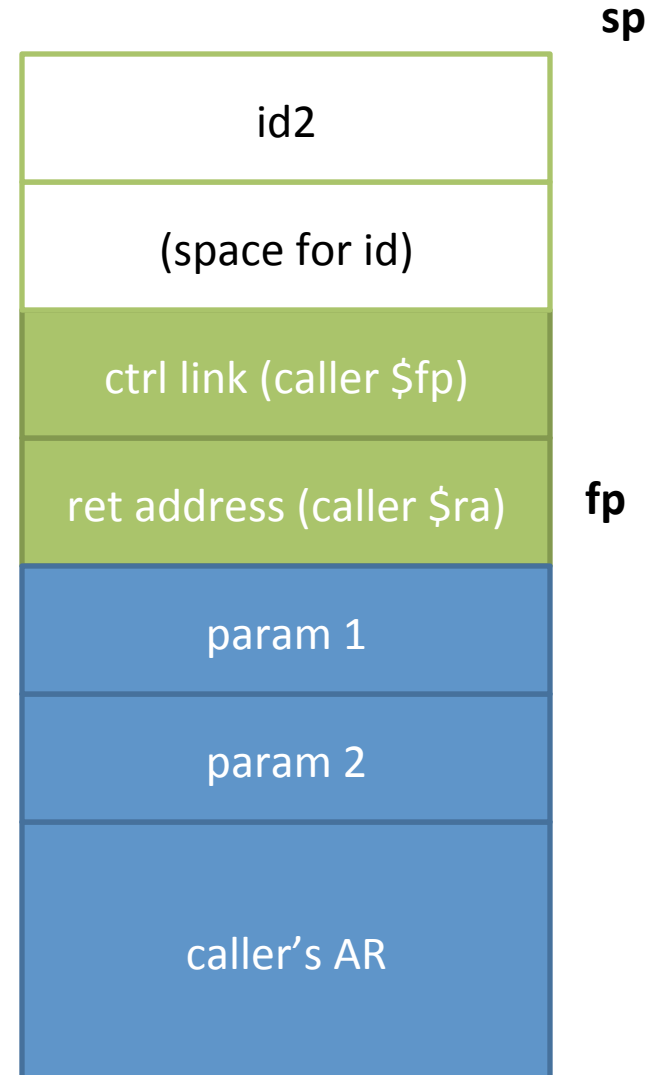 sp
id2
(space for id)
ctrl link (caller $fp)
ret address (caller $ra)
fp
param 1
param 2
caller’s AR